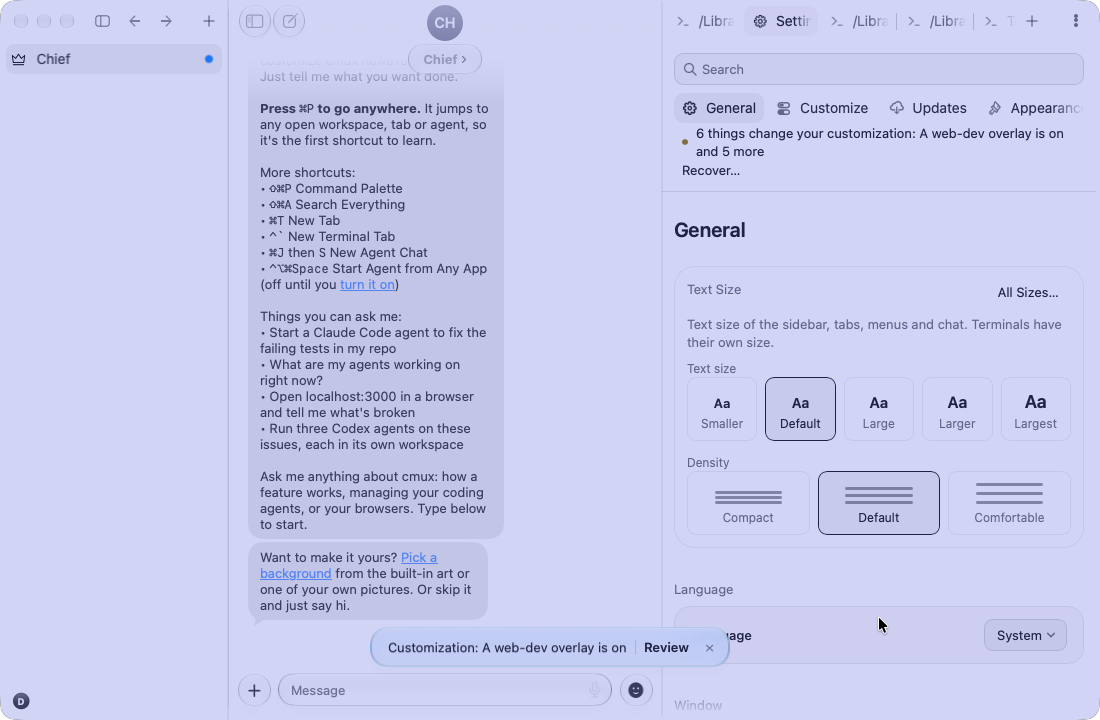 Chief
CH
Chief ›
Just tell me what you want done.
Press ⌘P to go anywhere. It jumps to
any open workspace, tab or agent, so
it's the first shortcut to learn.
More shortcuts:
• ⇧⌘P Command Palette
• ⇧⌘A Search Everything
• ⌘T New Tab
• ^` New Terminal Tab
• ⌘J then S New Agent Chat
• ^⌥⌘Space Start Agent from Any App
(off until you turn it on)
Things you can ask me:
• Start a Claude Code agent to fix the
failing tests in my repo
• What are my agents working on
right now?
• Open localhost:3000 in a browser
and tell me what's broken
• Run three Codex agents on these
issues, each in its own workspace
Ask me anything about cmux: how a
feature works, managing your coding
agents, or your browsers. Type below
to start.
Want to make it yours? Pick a
background from the built-in art or
one of your own pictures. Or skip it
and just say hi.
Customization: A web-dev overlay is on
Review
Message
D
/Libra
Settin
/Libra
/Libra
T
Search
General
Customize
Updates
Appearanc
6 things change your customization: A web-dev overlay is on
and 5 more
Recover…
General
Text Size
All Sizes…
Text size of the sidebar, tabs, menus and chat. Terminals have
their own size.
Text size
Aa Aa Aa Aa Aa
Smaller Default Large Larger Largest
Density
Compact Default Comfortable
Language
System
Window